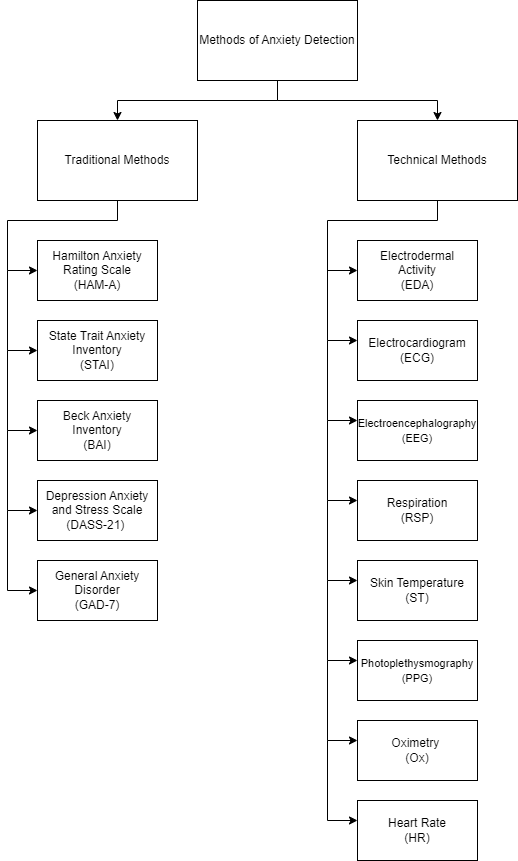 Methods of Anxiety Detection
Traditional Methods
Technical Methods
Hamilton Anxiety
Rating Scale
(HAM-A)
State Trait Anxiety
Inventory
(STAI)
Beck Anxiety
Inventory
(BAI)
Depression Anxiety
and Stress Scale
(DASS-21)
General Anxiety
Disorder
(GAD-7)
Electrodermal
Activity
(EDA)
Electrocardiogram
(ECG)
Electroencephalography
(EEG)
Respiration
(RSP)
Skin Temperature
(ST)
Photoplethysmography
(PPG)
Oximetry
(Ox)
Heart Rate
(HR)